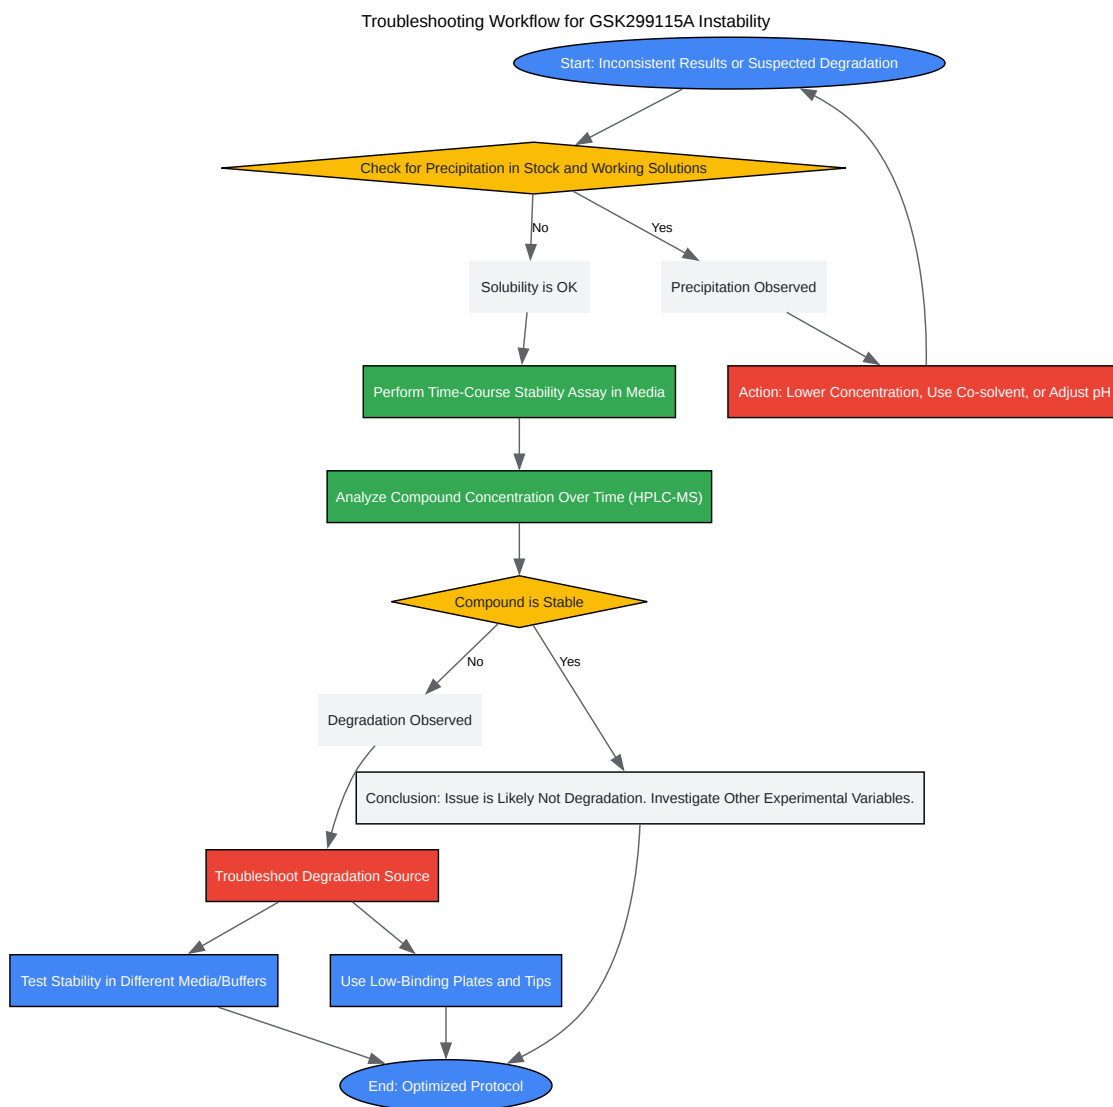 Troubleshooting Workflow for GSK299115A Instability
Start: Inconsistent Results or Suspected Degradation
Check for Precipitation in Stock and Working Solutions
No
Yes
Solubility is OK
Precipitation Observed
Perform Time-Course Stability Assay in Media
Action: Lower Concentration, Use Co-solvent, or Adjust pH
Analyze Compound Concentration Over Time (HPLC-MS)
Compound is Stable
No
Yes
Degradation Observed
Conclusion: Issue is Likely Not Degradation. Investigate Other Experimental Variables.
Troubleshoot Degradation Source
Test Stability in Different Media/Buffers
Use Low-Binding Plates and Tips
End: Optimized Protocol